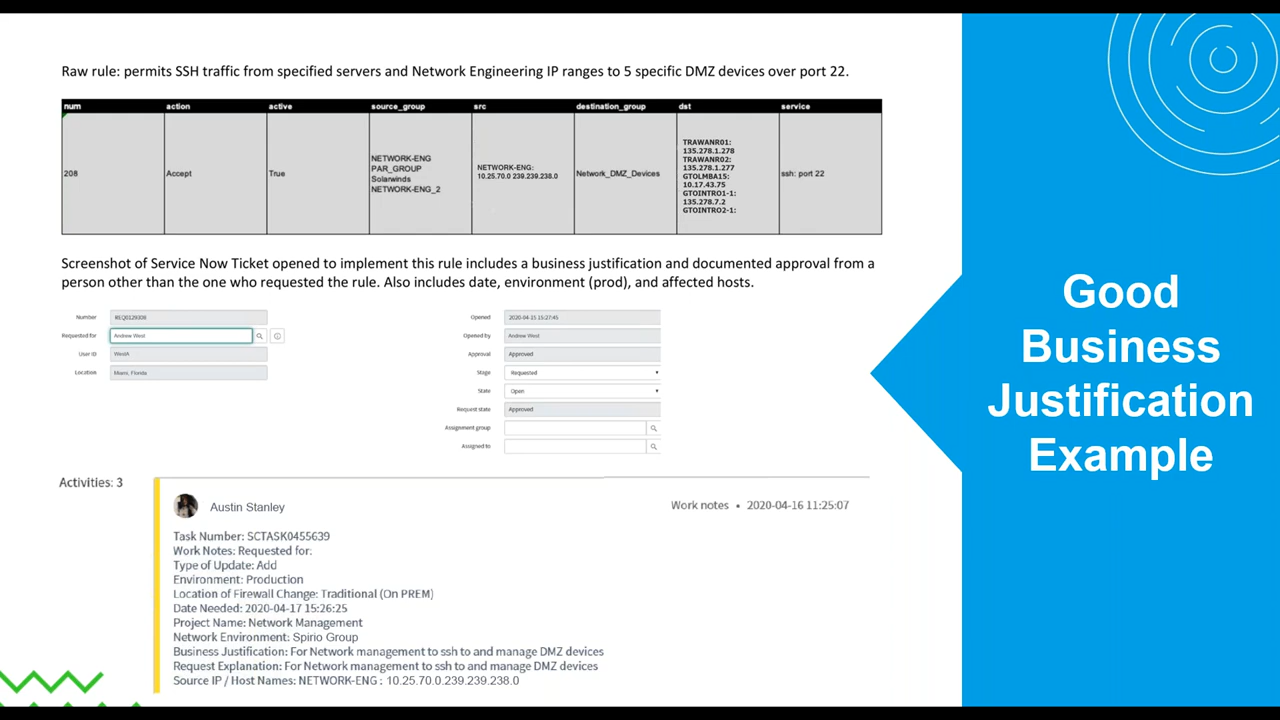 Raw rule: permits SSH traffic from specified servers and Network Engineering IP ranges to 5 specific DMZ devices over port 22.
num action active source_group src destination_group dst service
208 Accept True
NETWORK-ENG
PAR_GROUP
Solarwinds
NETWORK-ENG_2
NETWORK-ENG:
10.25.70.0 239.239.238.0
Network_DMZ_Devices
TRAWANR01:
135.278.1.278
TRAWANR02:
135.278.1.277
GTOLMBA15:
10.17.43.75
GTOINTRO1-1:
135.278.7.2
GTOINTRO2-1:
ssh: port 22
Screenshot of Service Now Ticket opened to implement this rule includes a business justification and documented approval from a
person other than the one who requested the rule. Also includes date, environment (prod), and affected hosts.
Number
Requested for Andrew West
User ID WestA
Location Miami, Florida
Opened 2020-04-15 15:27:45
Opened by Andrew West
Approval Approved
Stage Requested
State Open
Request state Approved
Assignment group
Assigned to
Activities: 3
Austin Stanley
Work notes • 2020-04-16 11:25:07
Task Number: SCTASK0455639
Work Notes: Requested for:
Type of Update: Add
Environment: Production
Location of Firewall Change: Traditional (On PREM)
Date Needed: 2020-04-17 15:26:25
Project Name: Network Management
Network Environment: Spirio Group
Business Justification: For Network management to ssh to and manage DMZ devices
Request Explanation: For Network management to ssh to and manage DMZ devices
Source IP / Host Names: NETWORK-ENG : 10.25.70.0.239.239.238.0
Good
Business
Justification
Example